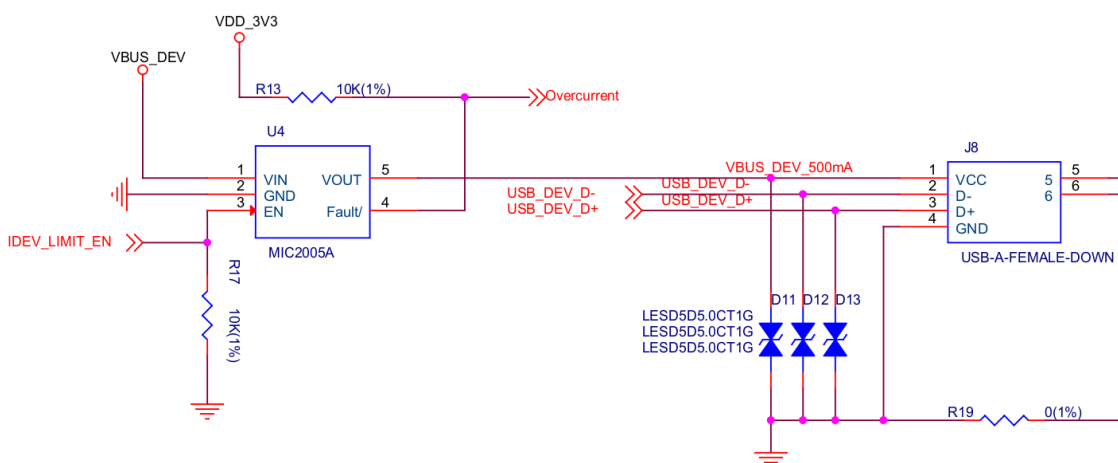 VDD_3V3
VBUS_DEV
R13
10K(1%)
Overcurrent
U4
1
2
3
VIN
GND
EN
VOUT
Fault/
5
4
MIC2005A
IDEV_LIMIT_EN
R17
10K(1%)
VBUS_DEV_500mA
USB_DEV_D-
USB_DEV_D+
USB_DEV_D-
USB_DEV_D+
J8
1
2
3
4
VCC
D-
D+
GND
5
6
5
6
USB-A-FEMALE-DOWN
D11
D12
D13
LESD5D5.0CT1G
LESD5D5.0CT1G
LESD5D5.0CT1G
R19
0(1%)